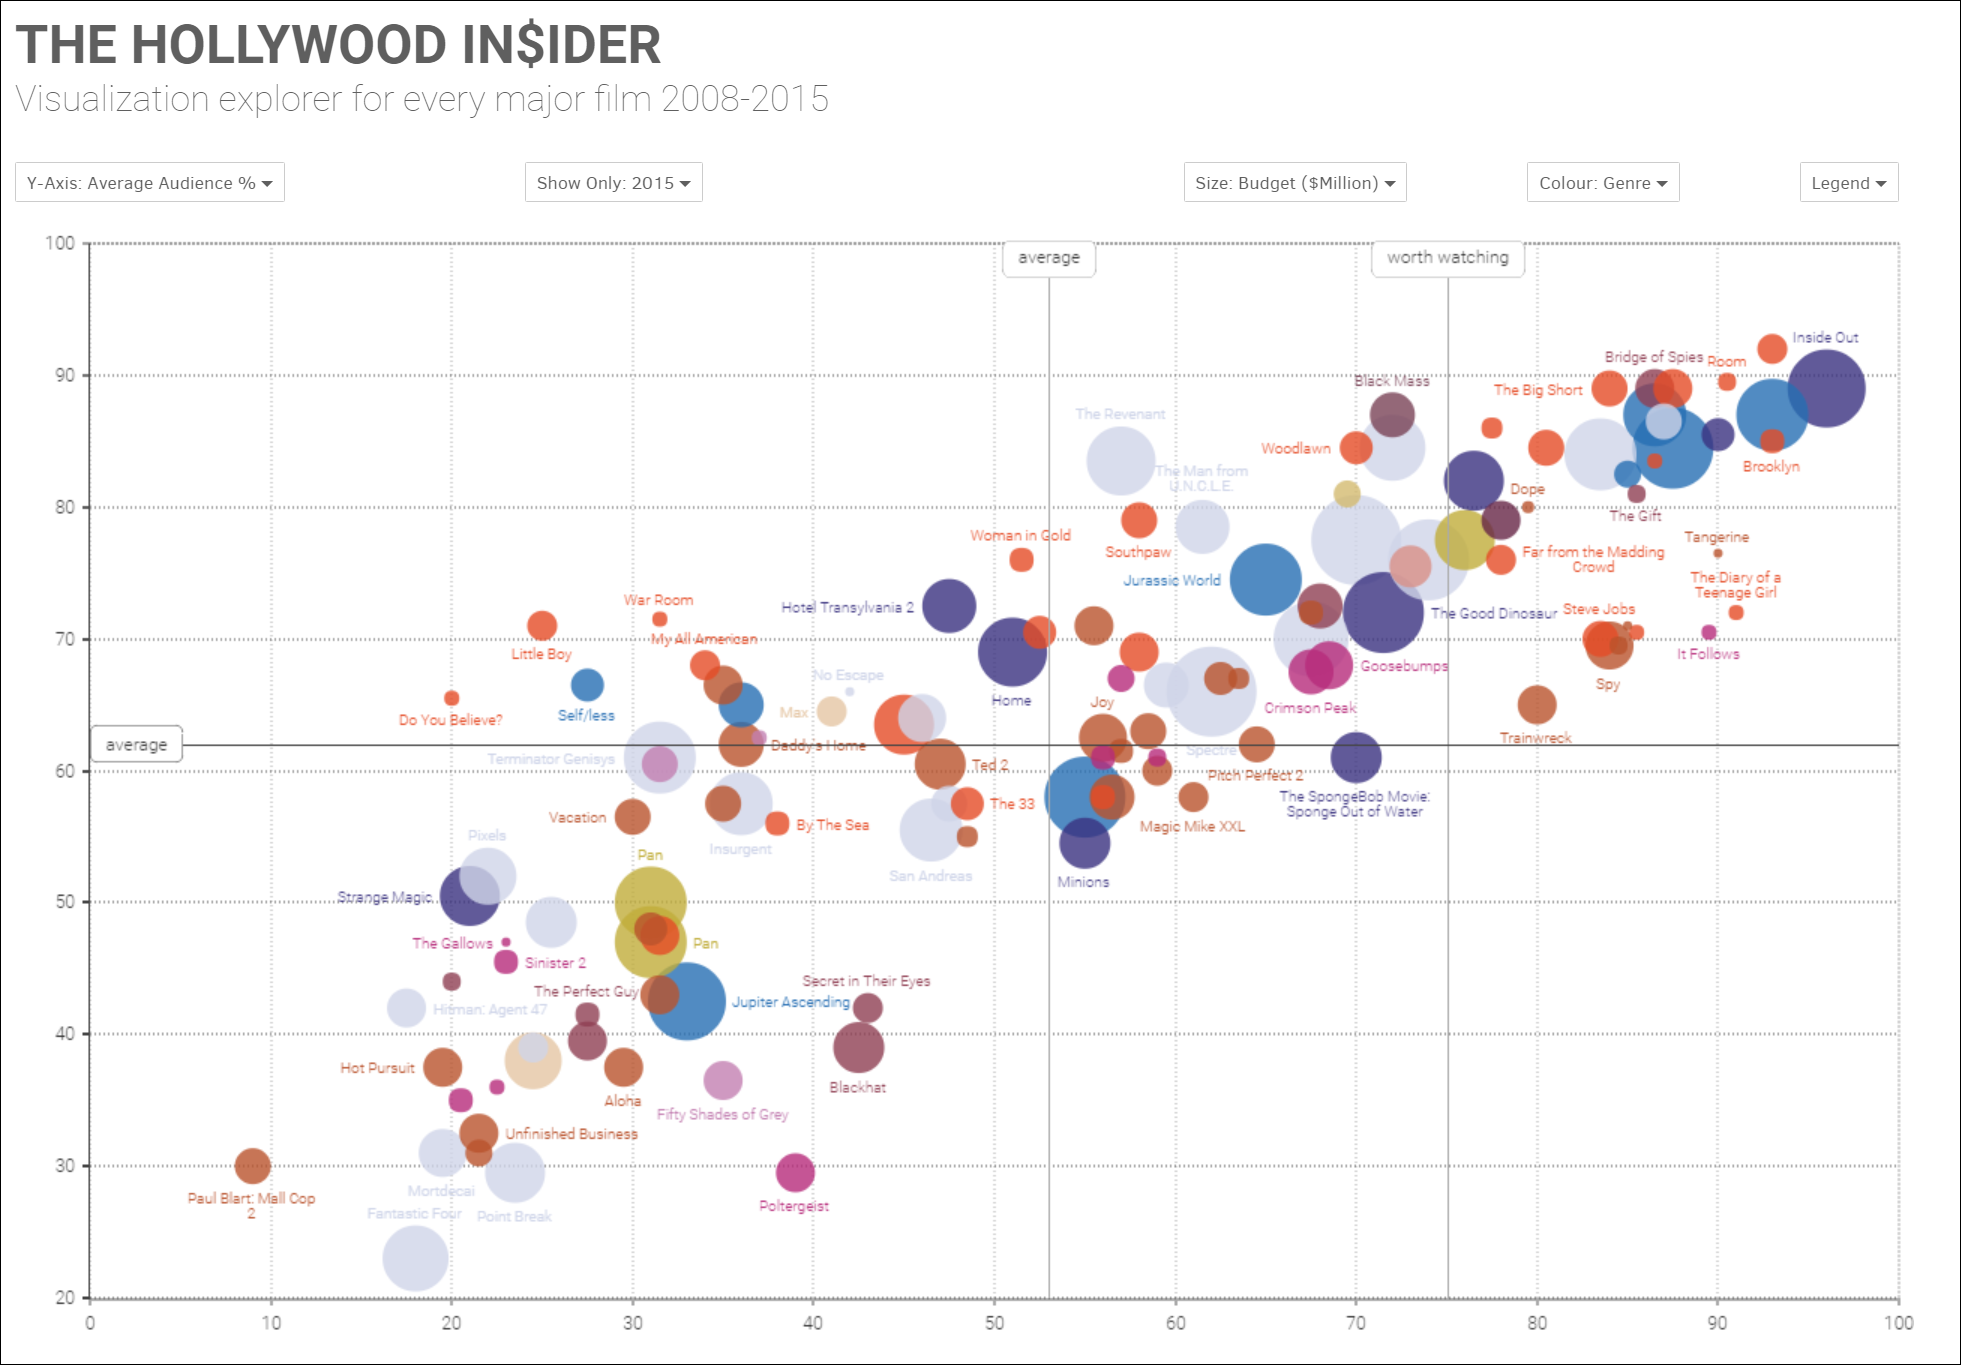 THE HOLLYWOOD IN$IDER
Visualization explorer for every major film 2008-2015
Y-Axis: Average Audience %
Show Only: 2015
Size: Budget ($Million)
Colour: Genre
Legend
100
average
worth watching
Inside Out
Bridge of Spies
Room
90
Black Mass
The Big Short
The Revenant
Woodlawn
Brooklyn
The Man from
U.N.C.L.E.
Dope
80
The Gift
Woman in Gold
Tangerine
Southpaw
Far from the Madding
Crowd
Jurassic World
The Diary of a
Teenage Girl
War Room
Hotel Transylvania 2
Steve Jobs
The Good Dinosaur
70
My All American
Little Boy
It Follows
Goosebumps
No Escape
Spy
Home
Joy
Crimson Peak
Self/less
Max
Do You Believe?
Trainwreck
average
Daddy's Home
Spectre
Terminator Genisys
Ted 2
60
Pitch Perfect 2
The SpongeBob Movie:
Sponge Out of Water
The 33
Vacation
By The Sea
Magic Mike XXL
Pixels
Insurgent
Pan
San Andreas
Minions
Strange Magic
50
The Gallows
Pan
Sinister 2
Secret in Their Eyes
The Perfect Guy
Jupiter Ascending
Hitman: Agent 47
40
Hot Pursuit
Blackhat
Aloha
Fifty Shades of Grey
Unfinished Business
30
Mortdecai
Paul Blart: Mall Cop
2
Poltergeist
Fantastic Four
Point Break
20
0 10 20 30 40 50 60 70 80 90 100